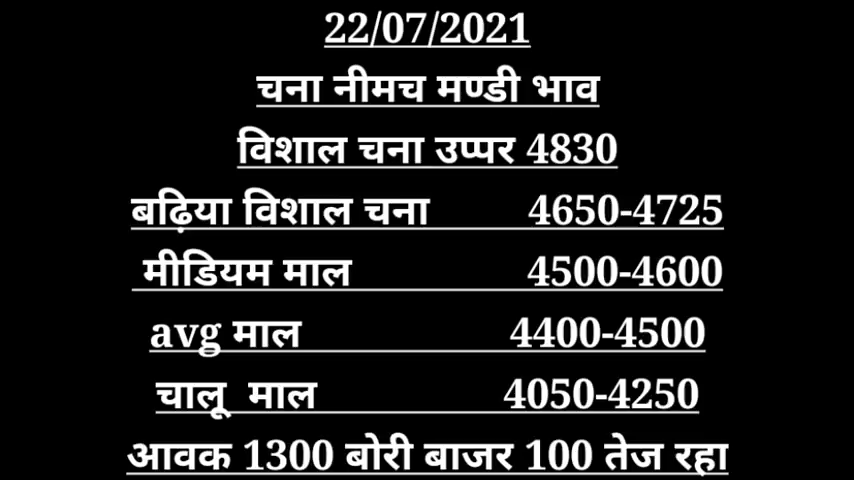 22/07/2021
चना नीमच मण्डी भाव
विशाल चना उप्पर 4830
बढ़िया विशाल चना 4650-4725
मीडियम माल 4500-4600
avg माल 4400-4500
चालू माल 4050-4250
आवक 1300 बोरी बाजर 100 तेज रहा